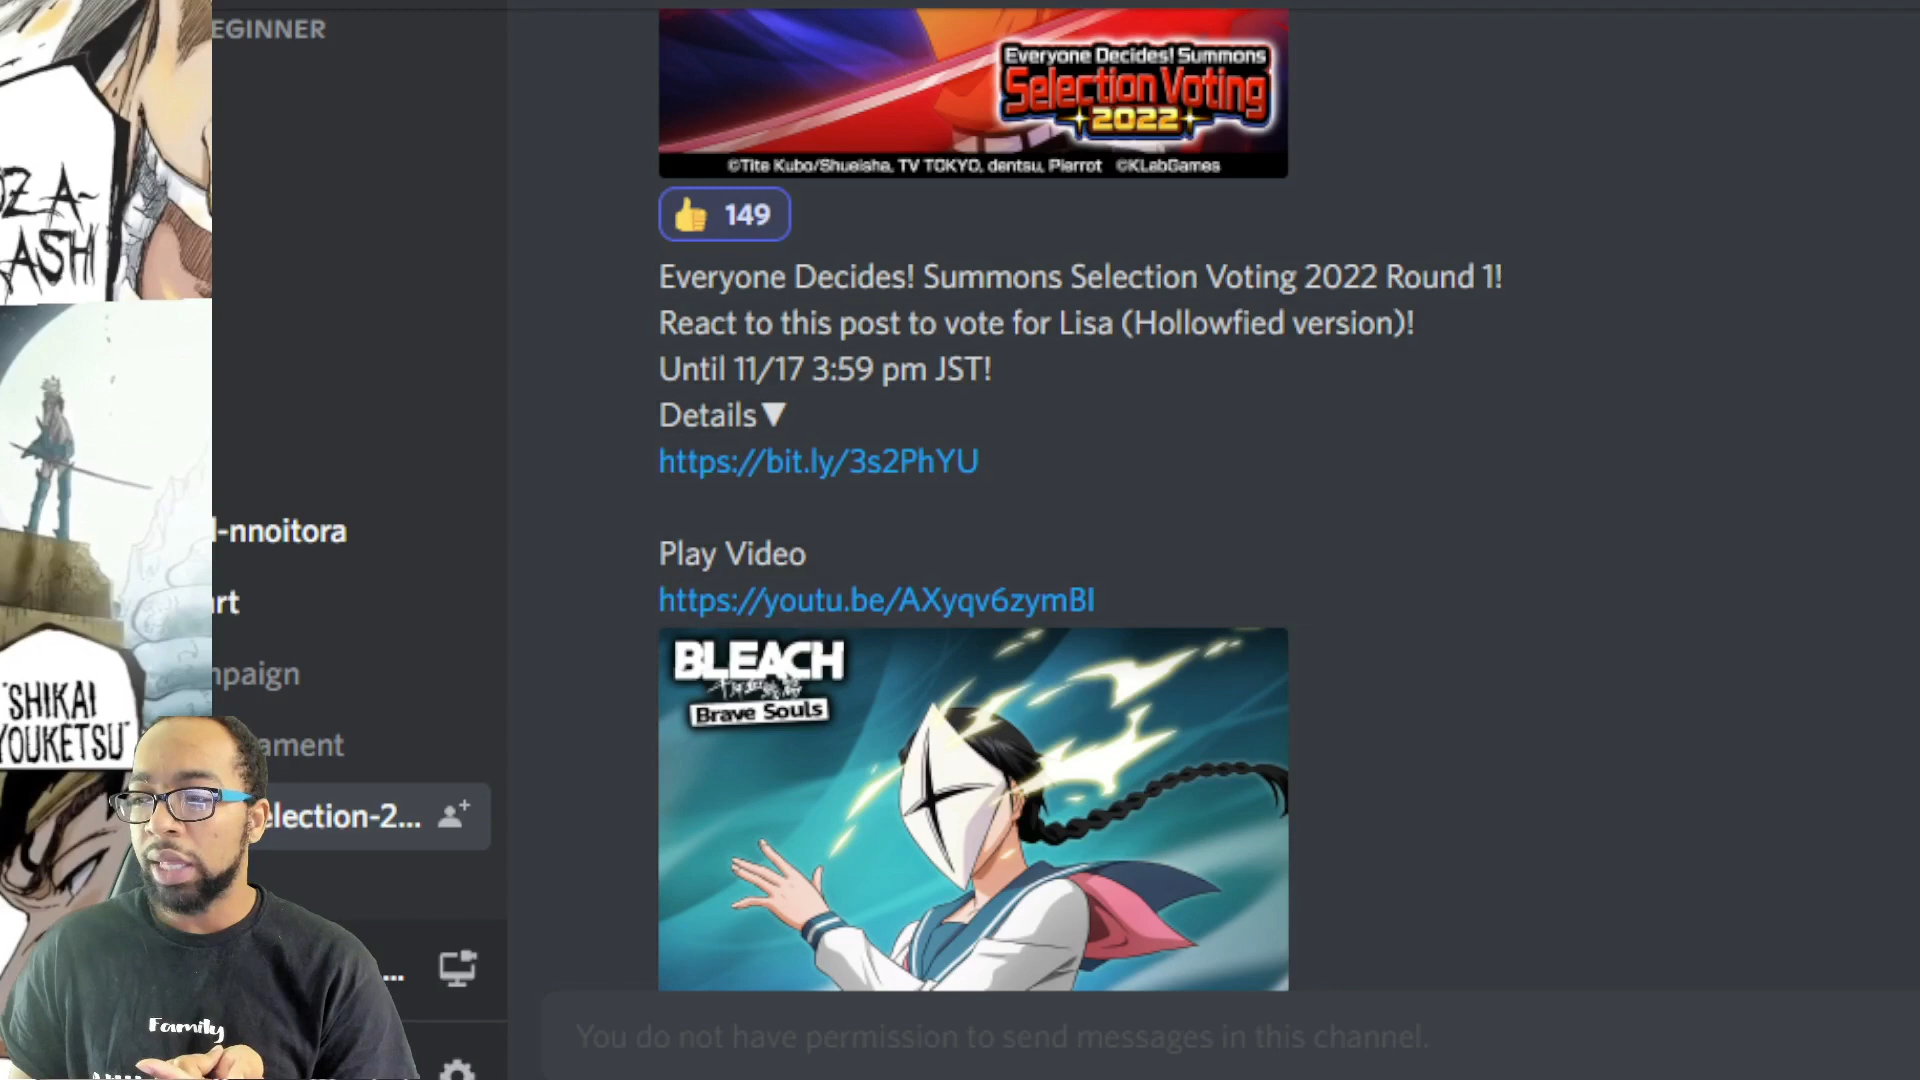 EGINNER
OZ A-
ASHI
Everyone Decides! Summons
Selection Voting
2022
©Tite Kubo/Shueisha, TV TOKYO, dentsu, Pierrot ©KLabGames
149
Everyone Decides! Summons Selection Voting 2022 Round 1!
React to this post to vote for Lisa (Hollowfied version)!
Until 11/17 3:59 pm JST!
Details▼
https://bit.ly/3s2PhYU
-nnoitora
Play Video
https://youtu.be/AXyqv6zymBI
rt
BLEACH
Brave Souls
npaign
"SHIKAI
YOUKETSU"
ament
election-2...
...
Family
You do not have permission to send messages in this channel.